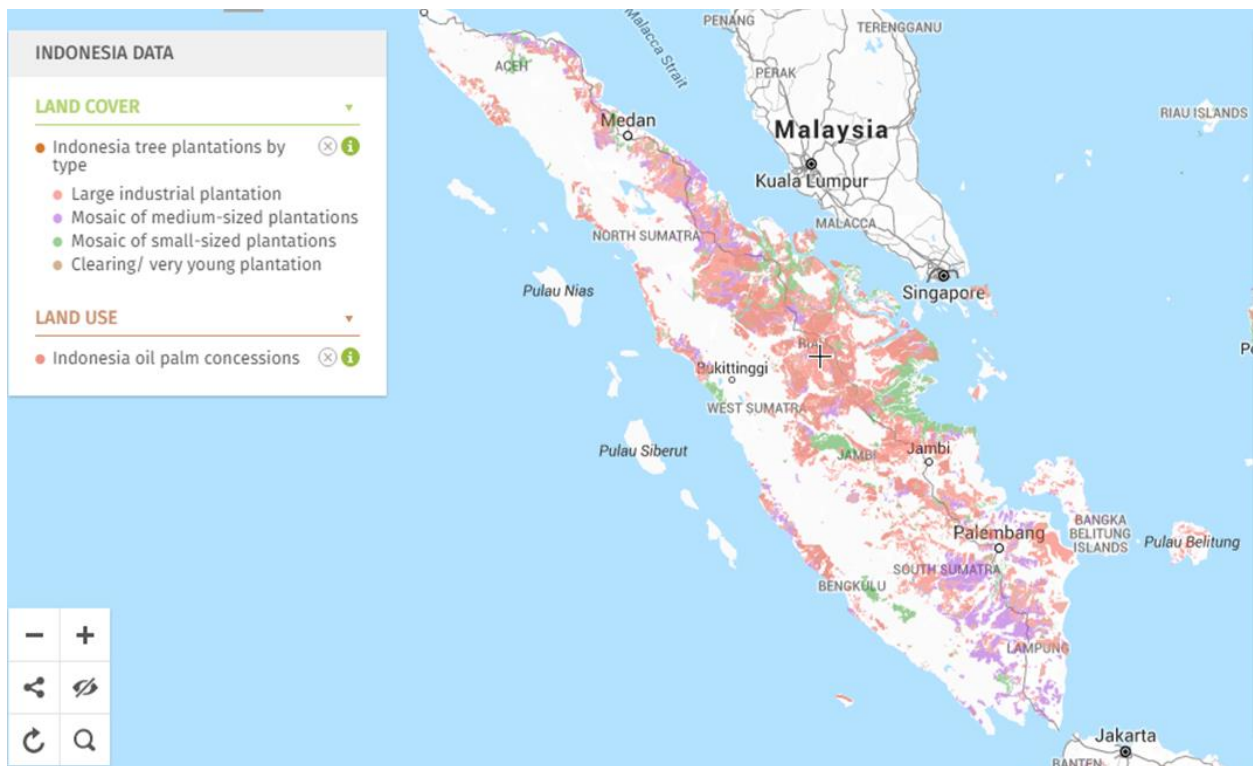 INDONESIA DATA
LAND COVER
Indonesia tree plantations by
type
Large industrial plantation
Mosaic of medium-sized plantations
Mosaic of small-sized plantations
Clearing/ very young plantation
LAND USE
Indonesia oil palm concessions
PENANG
TERENGGANU
Malacca Strait
PERAK
ACEH
RIAU ISLANDS
Medan
Malaysia
Kuala Lumpur
MALACCA
NORTH SUMATRA
Pulau Nias
Singapore
Bukittinggi
WEST SUMATRA
Pulau Siberut
JAMBI
Jambi
Palembang
BANGKA
BELITUNG
ISLANDS
Pulau Belitung
SOUTH SUMATRA
BENGKULU
LAMPUNG
Jakarta
BANTEN